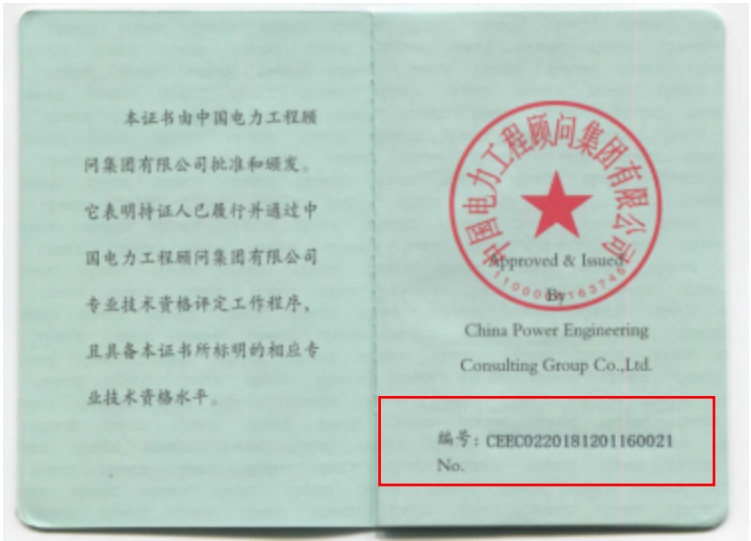 本证书由中国电力工程顾
问集团有限公司批准和颁发。
它表明持证人已履行并通过中
国电力工程顾问集团有限公司
专业技术资格评定工作程序，
且具备本证书所标明的相应专
业技术资格水平。
中国电力工程顾问集团有限公司
Approved & Issued
By
China Power Engineering
Consulting Group Co.,Ltd.
编号：CEEC0220181201160021
No.